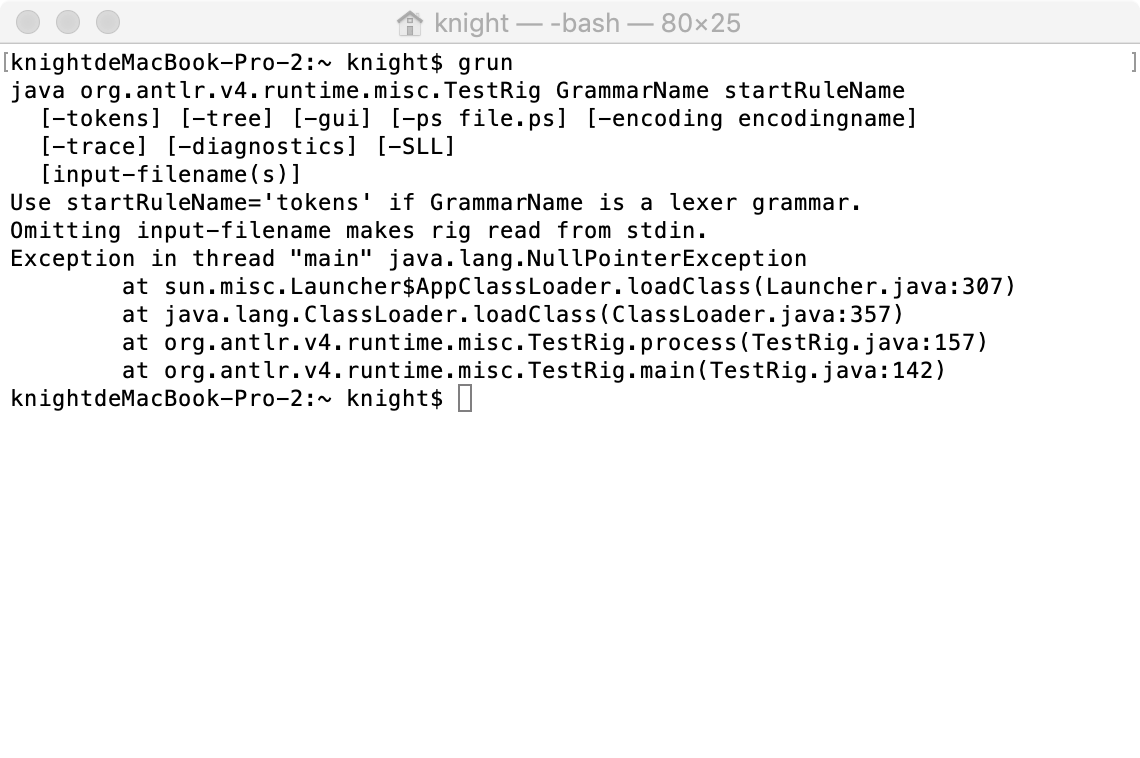 knight — -bash — 80×25
[knightdeMacBook-Pro-2:~ knight$ grun ]
java org.antlr.v4.runtime.misc.TestRig GrammarName startRuleName
  [-tokens] [-tree] [-gui] [-ps file.ps] [-encoding encodingname]
  [-trace] [-diagnostics] [-SLL]
  [input-filename(s)]
Use startRuleName='tokens' if GrammarName is a lexer grammar.
Omitting input-filename makes rig read from stdin.
Exception in thread "main" java.lang.NullPointerException
        at sun.misc.Launcher$AppClassLoader.loadClass(Launcher.java:307)
        at java.lang.ClassLoader.loadClass(ClassLoader.java:357)
        at org.antlr.v4.runtime.misc.TestRig.process(TestRig.java:157)
        at org.antlr.v4.runtime.misc.TestRig.main(TestRig.java:142)
knightdeMacBook-Pro-2:~ knight$